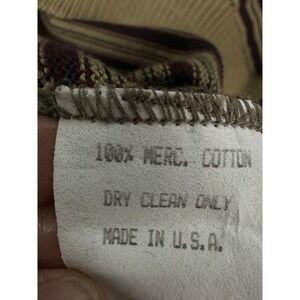 100% MERC. COTTON
DRY CLEAN ONLY
MADE IN U.S.A.